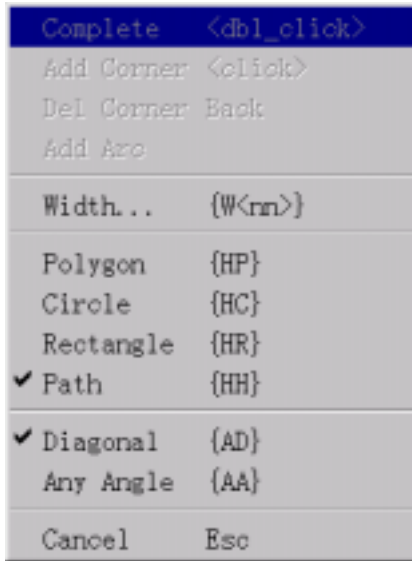 Complete <dbl_click>
Add Corner <click>
Del Corner Back
Add Arc
Width... {W<nn>}
Polygon {HP}
Circle {HC}
Rectangle {HR}
Path {HH}
Diagonal {AD}
Any Angle {AA}
Cancel Esc